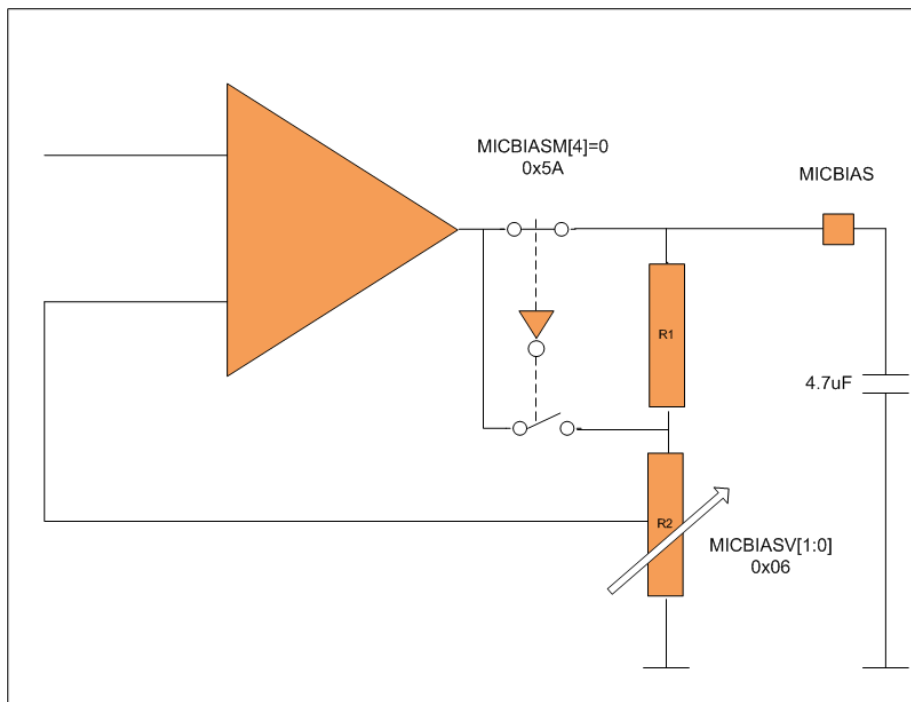 MICBIASM[4]=0
0x5A
MICBIAS
R1
4.7uF
R2
MICBIASV[1:0]
0x06